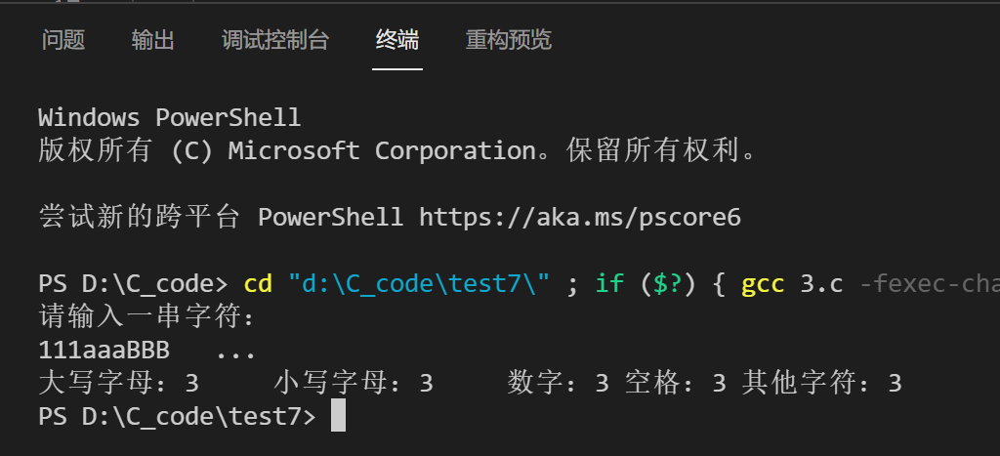 问题 输出 调试控制台 终端 重构预览
Windows PowerShell
版权所有 (C) Microsoft Corporation。保留所有权利。
尝试新的跨平台 PowerShell https://aka.ms/pscore6
PS D:\C_code> cd "d:\C_code\test7\" ; if ($?) { gcc 3.c -fexec-cha
请输入一串字符:
111aaaBBB   ...
大写字母: 3     小写字母: 3     数字: 3 空格: 3 其他字符: 3
PS D:\C_code\test7>